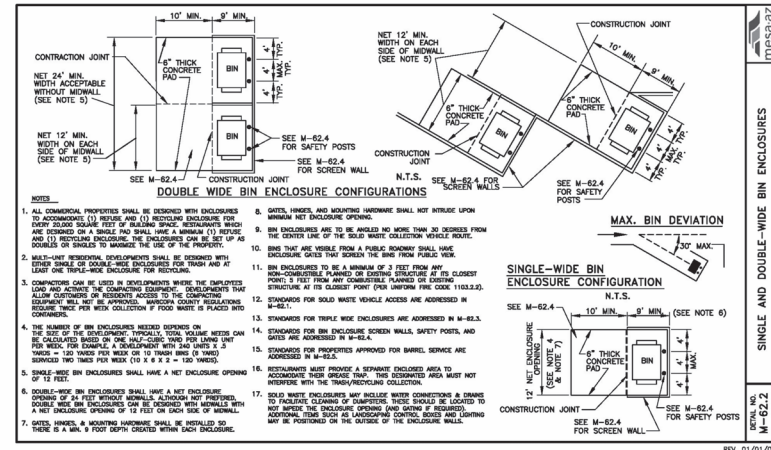 10' MIN.
9' MIN.
CONTRACTION JOINT
6" THICK
CONCRETE
PAD
BIN
4'
TYP.
4'
MAX.
4'
TYP.
NET 24' MIN.
WIDTH ACCEPTABLE
WITHOUT MIDWALL
(SEE NOTE 5)
NET 12' MIN.
WIDTH ON EACH
SIDE OF MIDWALL
(SEE NOTE 5)
BIN
SEE M-62.4
FOR SAFETY POSTS
SEE M-62.4
FOR SCREEN WALL
SEE M-62.4
CONSTRUCTION JOINT
DOUBLE WIDE BIN ENCLOSURE CONFIGURATIONS
NET 12' MIN.
WIDTH ON EACH
SIDE OF MIDWALL
(SEE NOTE 5)
CONSTRUCTION JOINT
10' MIN.
9' MIN.
6" THICK
CONCRETE
PAD
BIN
6" THICK
CONCRETE
PAD
BIN
4'
TYP.
4'
MAX.
4'
TYP.
CONSTRUCTION
JOINT
N.T.S.
SEE M-62.4 FOR
SCREEN WALLS
SEE M-62.4
FOR SAFETY
POSTS
NOTES
1. ALL COMMERCIAL PROPERTIES SHALL BE DESIGNED WITH ENCLOSURES
TO ACCOMMODATE (1) REFUSE AND (1) RECYCLING ENCLOSURE FOR
EVERY 20,000 SQUARE FEET OF BUILDING SPACE. RESTAURANTS WHICH
ARE DESIGNED ON A SINGLE PAD SHALL HAVE A MINIMUM (1) REFUSE
AND (1) RECYCLING ENCLOSURE. THE ENCLOSURES CAN BE SET UP AS
DOUBLES OR SINGLES TO MAXIMIZE THE USE OF THE PROPERTY.
2. MULTI-UNIT RESIDENTIAL DEVELOPMENTS SHALL BE DESIGNED WITH
EITHER SINGLE OR DOUBLE-WIDE ENCLOSURES FOR TRASH AND AT
LEAST ONE TRIPLE-WIDE ENCLOSURE FOR RECYCLING.
3. COMPACTORS CAN BE USED IN DEVELOPMENTS WHERE THE EMPLOYEES
LOAD AND ACTIVATE THE COMPACTING EQUIPMENT. DEVELOPMENTS THAT
ALLOW CUSTOMERS OR RESIDENTS ACCESS TO THE COMPACTING
EQUIPMENT WILL NOT BE APPROVED. MARICOPA COUNTY REGULATIONS
REQUIRE TWICE PER WEEK COLLECTION IF FOOD WASTE IS PLACED INTO
CONTAINERS.
4. THE NUMBER OF BIN ENCLOSURES NEEDED DEPENDS ON
THE SIZE OF THE DEVELOPMENT. TYPICALLY, TOTAL VOLUME NEEDS CAN
BE CALCULATED BASED ON ONE HALF-CUBIC YARD PER LIVING UNIT
PER WEEK. FOR EXAMPLE, A DEVELOPMENT WITH 240 UNITS X .5
YARDS = 120 YARDS PER WEEK OR 10 TRASH BINS (6 YARD)
SERVICED TWO TIMES PER WEEK (10 X 6 X 2 = 120 YARDS).
5. SINGLE-WIDE BIN ENCLOSURES SHALL HAVE A NET ENCLOSURE OPENING
OF 12 FEET.
6. DOUBLE-WIDE BIN ENCLOSURES SHALL HAVE A NET ENCLOSURE
OPENING OF 24 FEET WITHOUT MIDWALLS. ALTHOUGH NOT PREFERRED,
DOUBLE WIDE BIN ENCLOSURES CAN BE DESIGNED WITH MIDWALLS WITH
A NET ENCLOSURE OPENING OF 12 FEET ON EACH SIDE OF MIDWALL.
7. GATES, HINGES, & MOUNTING HARDWARE SHALL BE INSTALLED SO
THERE IS A MIN. 9 FOOT DEPTH CREATED WITHIN EACH ENCLOSURE.
8. GATES, HINGES, AND MOUNTING HARDWARE SHALL NOT INTRUDE UPON
MINIMUM NET ENCLOSURE OPENING.
9. BIN ENCLOSURES ARE TO BE ANGLED NO MORE THAN 30 DEGREES FROM
THE CENTER LINE OF THE SOLID WASTE COLLECTION VEHICLE ROUTE.
10. BINS THAT ARE VISIBLE FROM A PUBLIC ROADWAY SHALL HAVE
ENCLOSURE GATES THAT SCREEN THE BINS FROM PUBLIC VIEW.
11. BIN ENCLOSURES TO BE A MINIMUM OF 3 FEET FROM ANY
NON-COMBUSTIBLE PLANNED OR EXISTING STRUCTURE AT ITS CLOSEST
POINT; 5 FEET FROM ANY COMBUSTIBLE PLANNED OR EXISTING
STRUCTURE AT ITS CLOSEST POINT (PER UNIFORM FIRE CODE 1103.2.2).
12. STANDARDS FOR SOLID WASTE VEHICLE ACCESS ARE ADDRESSED IN
M-62.1.
13. STANDARDS FOR TRIPLE WIDE ENCLOSURES ARE ADDRESSED IN M-62.3.
14. STANDARDS FOR BIN ENCLOSURE SCREEN WALLS, SAFETY POSTS, AND
GATES ARE ADDRESSED IN M-62.4.
15. STANDARDS FOR PROPERTIES APPROVED FOR BARREL SERVICE ARE
ADDRESSED IN M-62.5.
16. RESTAURANTS MUST PROVIDE A SEPARATE ENCLOSED AREA TO
ACCOMODATE THEIR GREASE TRAP. THIS DESIGNATED AREA MUST NOT
INTERFERE WITH THE TRASH/RECYCLING COLLECTION.
17. SOLID WASTE ENCLOSURES MAY INCLUDE WATER CONNECTIONS & DRAINS
TO FACILITATE CLEANING OF DUMPSTERS. THESE SHOULD BE LOCATED TO
NOT IMPEDE THE ENCLOSURE OPENING (AND GATING IF REQUIRED).
ADDITIONAL ITEMS SUCH AS LANDSCAPING CONTROL BOXES AND LIGHTING
MAY BE POSITIONED ON THE OUTSIDE OF THE ENCLOSURE WALLS.
MAX. BIN DEVIATION
30° MAX.
SINGLE-WIDE BIN
ENCLOSURE CONFIGURATION
N.T.S.
SEE M-62.4
10' MIN.
9' MIN.
(SEE NOTE 6)
12' NET ENCLOSURE
OPENING
(SEE NOTE 4
& NOTE 7)
6" THICK
CONCRETE
PAD
BIN
4'
4'
4'
CONSTRUCTION JOINT
SEE M-62.4
FOR SCREEN WALL
SEE M-62.4
FOR SAFETY POSTS
mesa·az
SINGLE AND DOUBLE-WIDE BIN ENCLOSURES
DETAIL NO.
M-62.2